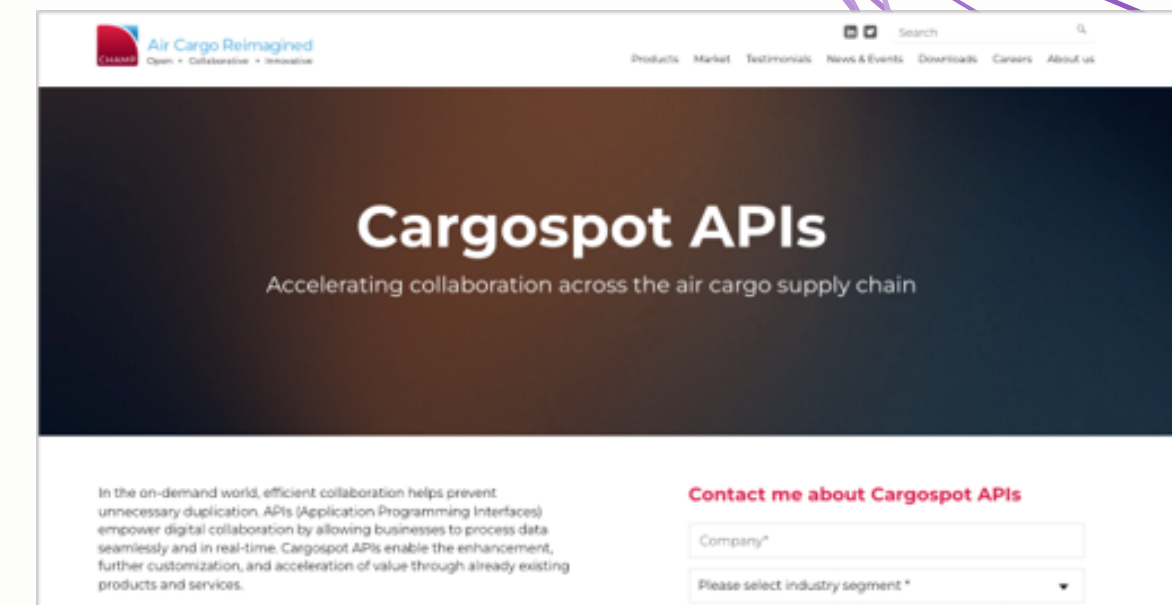 CHAMP
Air Cargo Reimagined
Open • Collaborative • Innovative
Search
Products Market Testimonials News & Events Downloads Careers About us
Cargospot APIs
Accelerating collaboration across the air cargo supply chain
In the on-demand world, efficient collaboration helps prevent
unnecessary duplication. APIs (Application Programming Interfaces)
empower digital collaboration by allowing businesses to process data
seamlessly and in real-time. Cargospot APIs enable the enhancement,
further customization, and acceleration of value through already existing
products and services.
Contact me about Cargospot APIs
Company*
Please select industry segment *